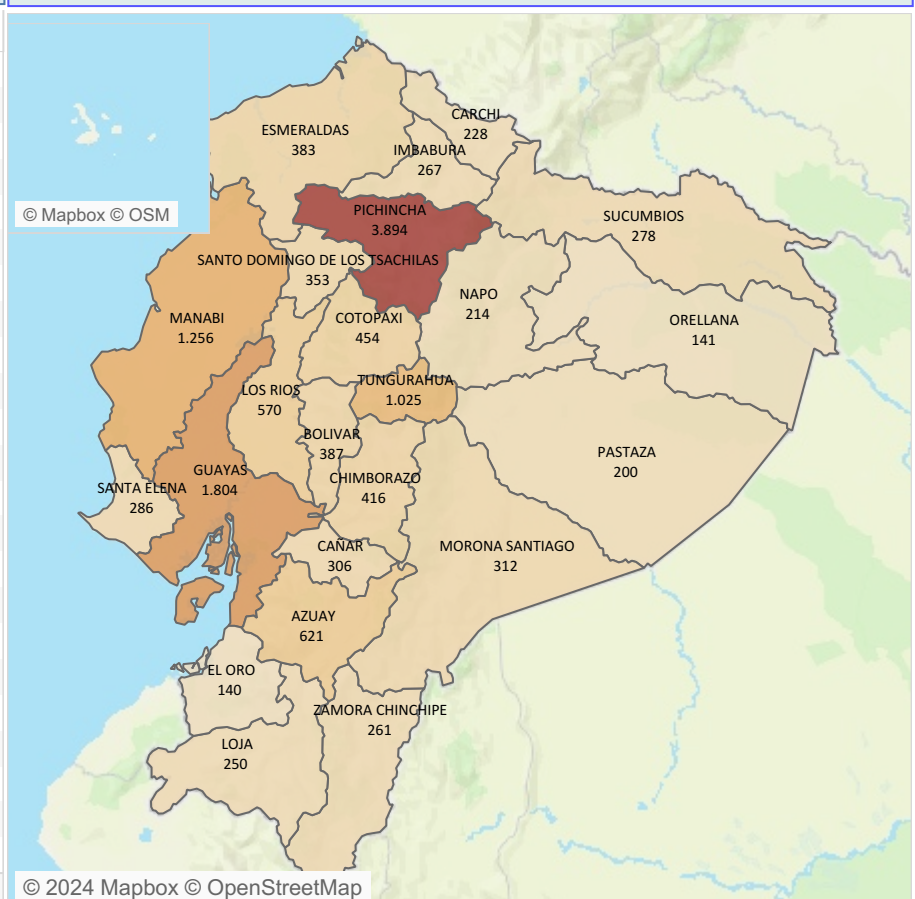 CARCHI
228
ESMERALDAS
383
IMBABURA
267
© Mapbox © OSM
PICHINCHA
3.894
SUCUMBIOS
278
SANTO DOMINGO DE LOS TSACHILAS
353
NAPO
214
MANABI
1.256
COTOPAXI
454
ORELLANA
141
TUNGURAHUA
1.025
LOS RIOS
570
BOLIVAR
387
PASTAZA
200
GUAYAS
1.804
CHIMBORAZO
416
SANTA ELENA
286
CAÑAR
306
MORONA SANTIAGO
312
AZUAY
621
EL ORO
140
ZAMORA CHINCHIPE
261
LOJA
250
© 2024 Mapbox © OpenStreetMap